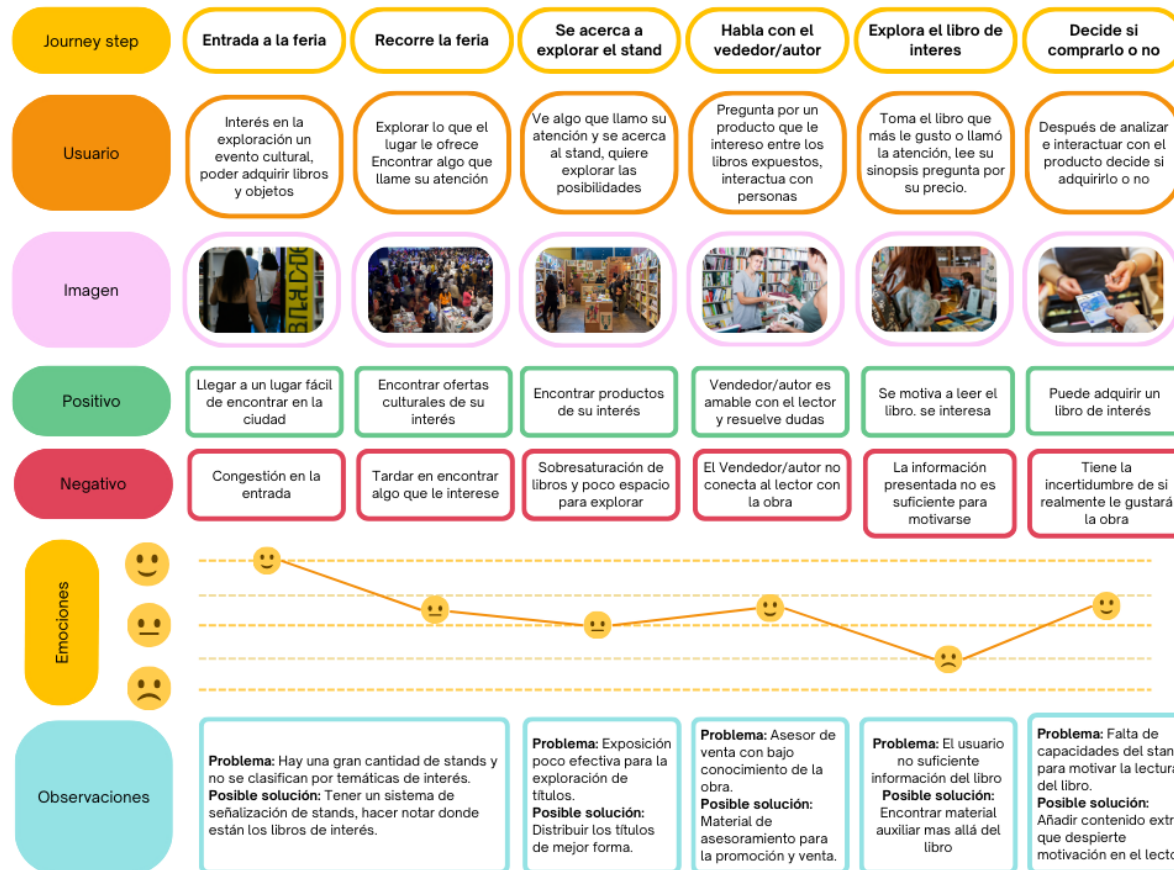 Journey step
Entrada a la feria
Recorre la feria
Se acerca a
explorar el stand
Habla con el
vededor/autor
Explora el libro de
interes
Decide si
comprarlo o no
Usuario
Interés en la
exploración un
evento cultural,
poder adquirir libros
y objetos
Explorar lo que el
lugar le ofrece
Encontrar algo que
llame su atención
Ve algo que llamo su
atención y se acerca
al stand, quiere
explorar las
posibilidades
Pregunta por un
producto que le
intereso entre los
libros expuestos,
interactua con
personas
Toma el libro que
más le gusto o llamó
la atención, lee su
sinopsis pregunta por
su precio.
Después de analizar
e interactuar con el
producto decide si
adquirirlo o no
Imagen
Positivo
Llegar a un lugar fácil
de encontrar en la
ciudad
Encontrar ofertas
culturales de su
interés
Encontrar productos
de su interés
Vendedor/autor es
amable con el lector
y resuelve dudas
Se motiva a leer el
libro. se interesa
Puede adquirir un
libro de interés
Negativo
Congestión en la
entrada
Tardar en encontrar
algo que le interese
Sobresaturación de
libros y poco espacio
para explorar
El Vendedor/autor no
conecta al lector con
la obra
La información
presentada no es
suficiente para
motivarse
Tiene la
incertidumbre de si
realmente le gustará
la obra
Emociones
Observaciones
Problema: Hay una gran cantidad de stands y
no se clasifican por temáticas de interés.
Posible solución: Tener un sistema de
señalización de stands, hacer notar donde
están los libros de interés.
Problema: Exposición
poco efectiva para la
exploración de
títulos.
Posible solución:
Distribuir los títulos
de mejor forma.
Problema: Asesor de
venta con bajo
conocimiento de la
obra.
Posible solución:
Material de
asesoramiento para
la promoción y venta.
Problema: El usuario
no suficiente
información del libro
Posible solución:
Encontrar material
auxiliar mas allá del
libro
Problema: Falta de
capacidades del stan
para motivar la lectura
del libro.
Posible solución:
Añadir contenido extr
que despierte
motivación en el lecto